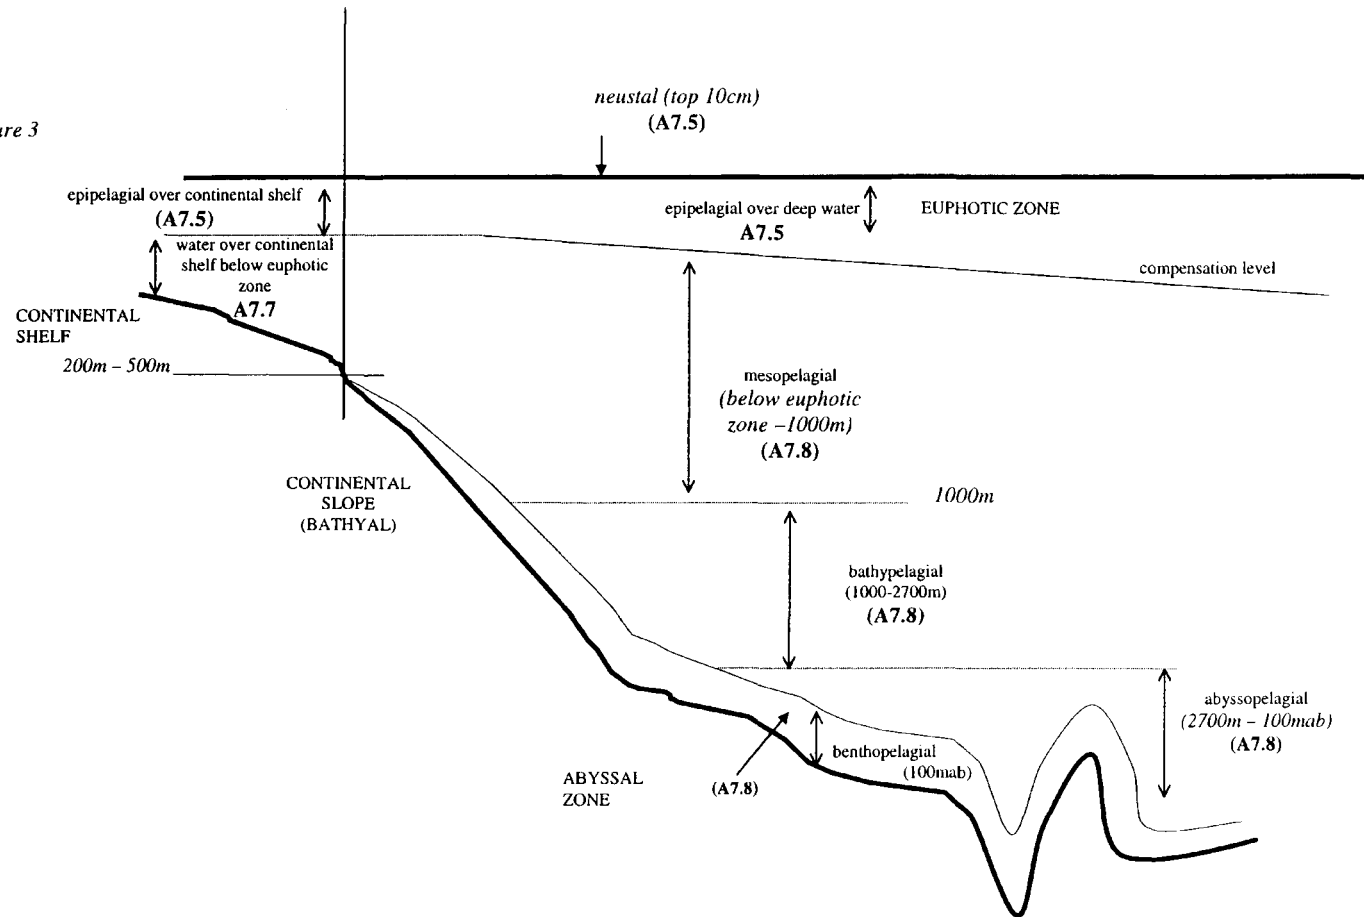 neustal (top 10cm)
(A7.5)
ure 3
epipelagial over continental shelf
(A7.5)
epipelagial over deep water
A7.5
EUPHOTIC ZONE
water over continental
shelf below euphotic
zone
A7.7
compensation level
CONTINENTAL
SHELF
200m – 500m
mesopelagial
(below euphotic
zone –1000m)
(A7.8)
CONTINENTAL
SLOPE
(BATHYAL)
1000m
bathypelagial
(1000-2700m)
(A7.8)
abyssopelagial
(2700m – 100mab)
(A7.8)
benthopelagial
(100mab)
(A7.8)
ABYSSAL
ZONE